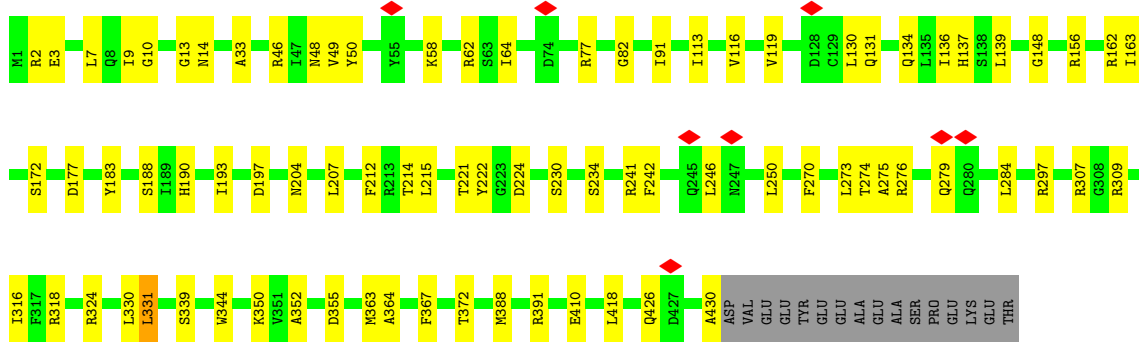 M1 R2 E3 L7 Q8 I9 G10 G13 N14 A33 R46 I47 N48 V49 Y50 Y55 K58 R62 S63 I64 D74 R77 G82 I91 I113 V116 V119 D128 C129 L130 Q131 Q134 L135 I136 H137 S138 L139 G148 R156 R162 I163
S172 D177 Y183 S188 I189 H190 I193 D197 N204 L207 F212 R213 T214 L215 T221 Y222 G223 D224 S230 S234 R241 F242 Q245 L246 N247 L250 F270 L273 T274 A275 R276 Q279 Q280 L284 R297 R307 G308 R309
I316 F317 R318 R324 L330 L331 S339 W344 K350 V351 A352 D355 M363 A364 F367 T372 M388 R391 E410 L418 Q426 D427 A430 ASP VAL GLU GLU TYR GLU GLU ALA GLU ALA SER PRO GLU LYS GLU THR